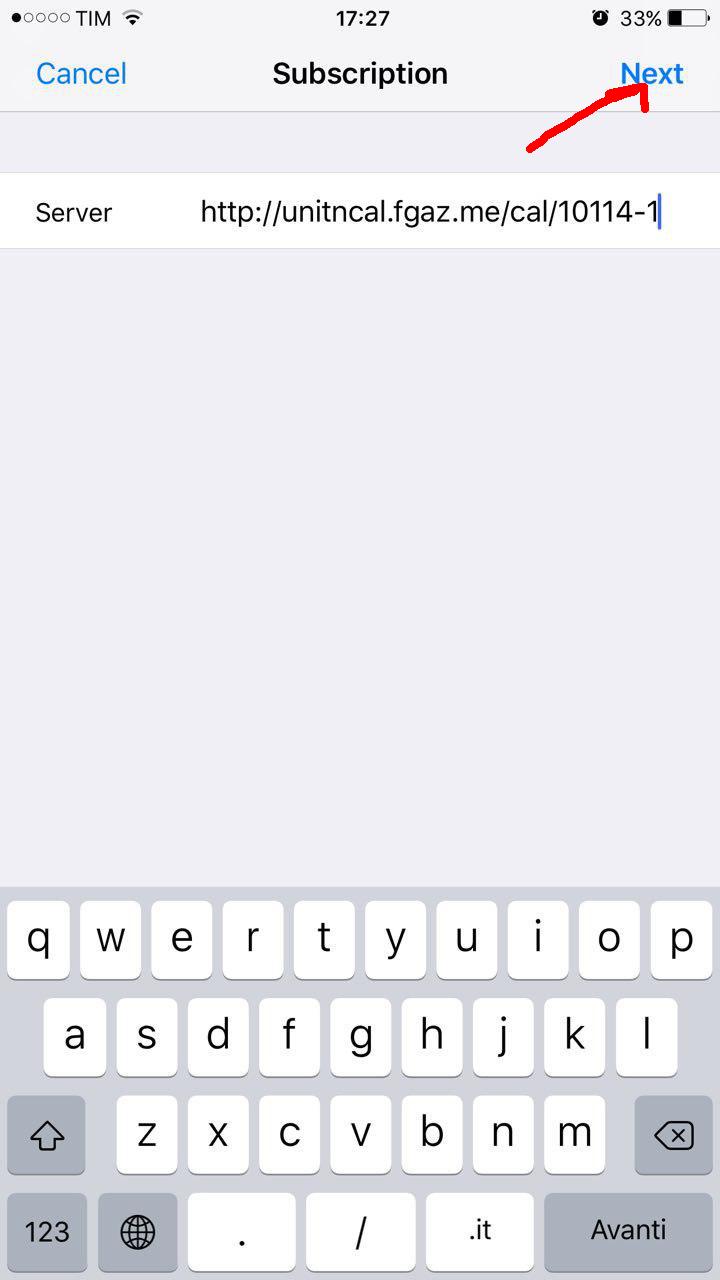 TIM 17:27 33%
Cancel Subscription Next
Server http://unitncal.fgaz.me/cal/10114-1
q w e r t y u i o p
a s d f g h j k l
z x c v b n m
123 . / .it Avanti